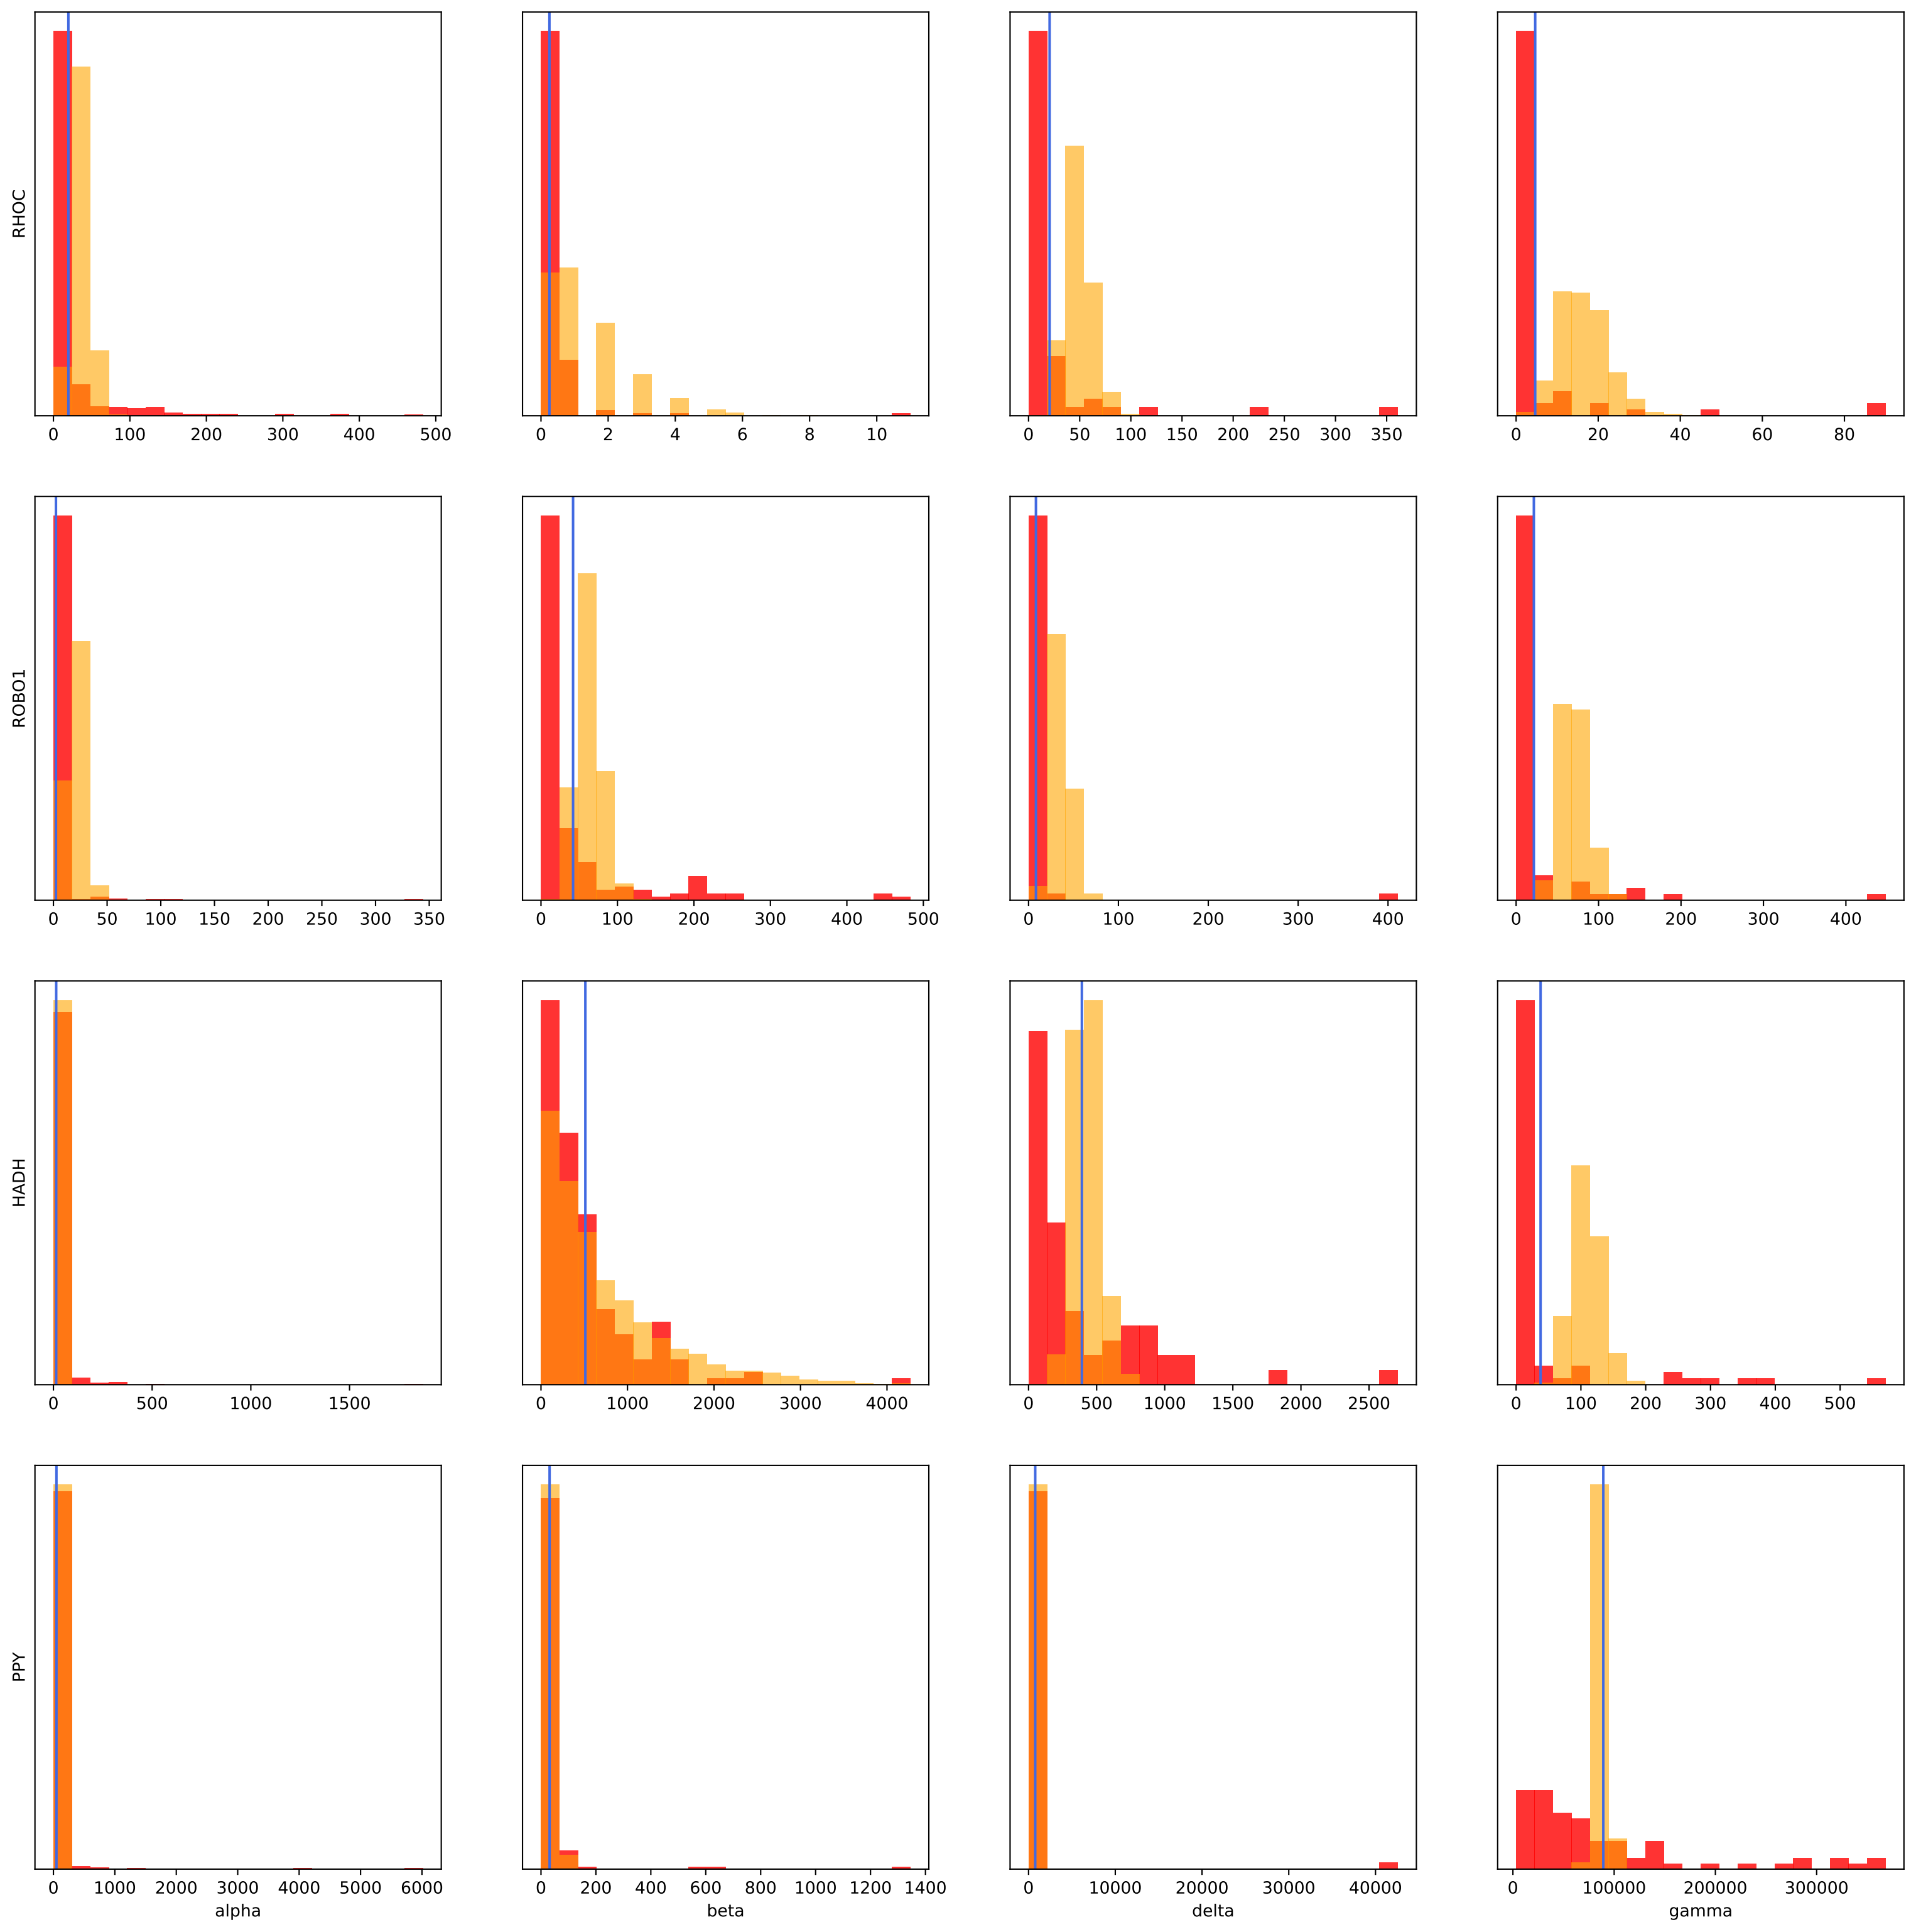 RHOC
0 100 200 300 400 500
0 2 4 6 8 10
0 50 100 150 200 250 300 350
0 20 40 60 80
ROBO1
0 50 100 150 200 250 300 350
0 100 200 300 400 500
0 100 200 300 400
0 100 200 300 400
HADH
0 500 1000 1500
0 1000 2000 3000 4000
0 500 1000 1500 2000 2500
0 100 200 300 400 500
PPY
0 1000 2000 3000 4000 5000 6000
0 200 400 600 800 1000 1200 1400
0 10000 20000 30000 40000
0 100000 200000 300000
alpha
beta
delta
gamma